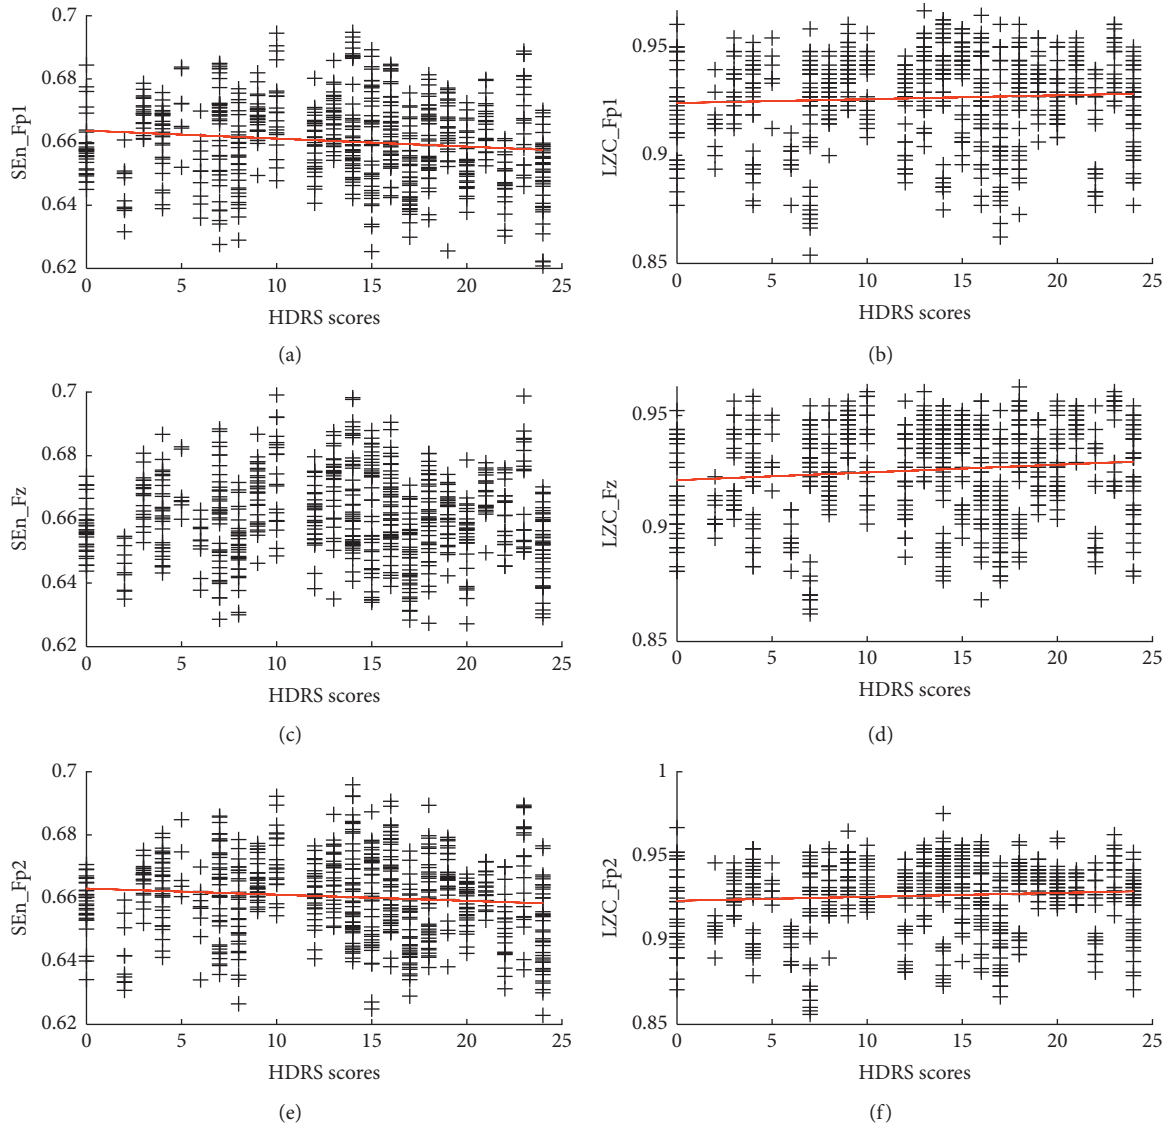 0.7
0.68
0.66
0.64
0.62
SEn_Fp1
0 5 10 15 20 25
HDRS scores
(a)
0.95
0.9
0.85
LZC_Fp1
0 5 10 15 20 25
HDRS scores
(b)
0.7
0.68
0.66
0.64
0.62
SEn_Fz
0 5 10 15 20 25
HDRS scores
(c)
0.95
0.9
0.85
LZC_Fz
0 5 10 15 20 25
HDRS scores
(d)
0.7
0.68
0.66
0.64
0.62
SEn_Fp2
0 5 10 15 20 25
HDRS scores
(e)
1
0.95
0.9
0.85
LZC_Fp2
0 5 10 15 20 25
HDRS scores
(f)